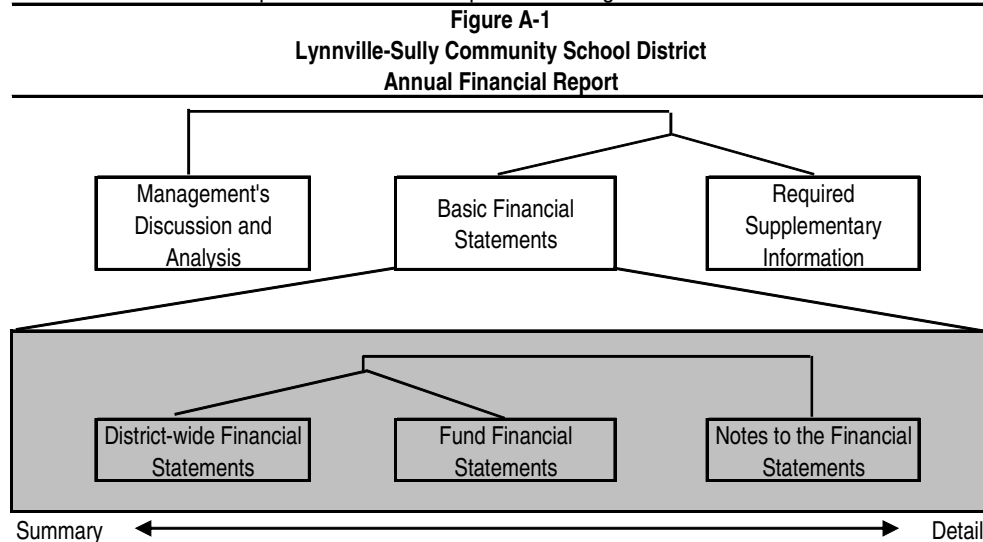 Figure A-1
Lynnville-Sully Community School District
Annual Financial Report
Management's
Discussion and
Analysis
Basic Financial
Statements
Required
Supplementary
Information
District-wide Financial
Statements
Fund Financial
Statements
Notes to the Financial
Statements
Summary
Detail